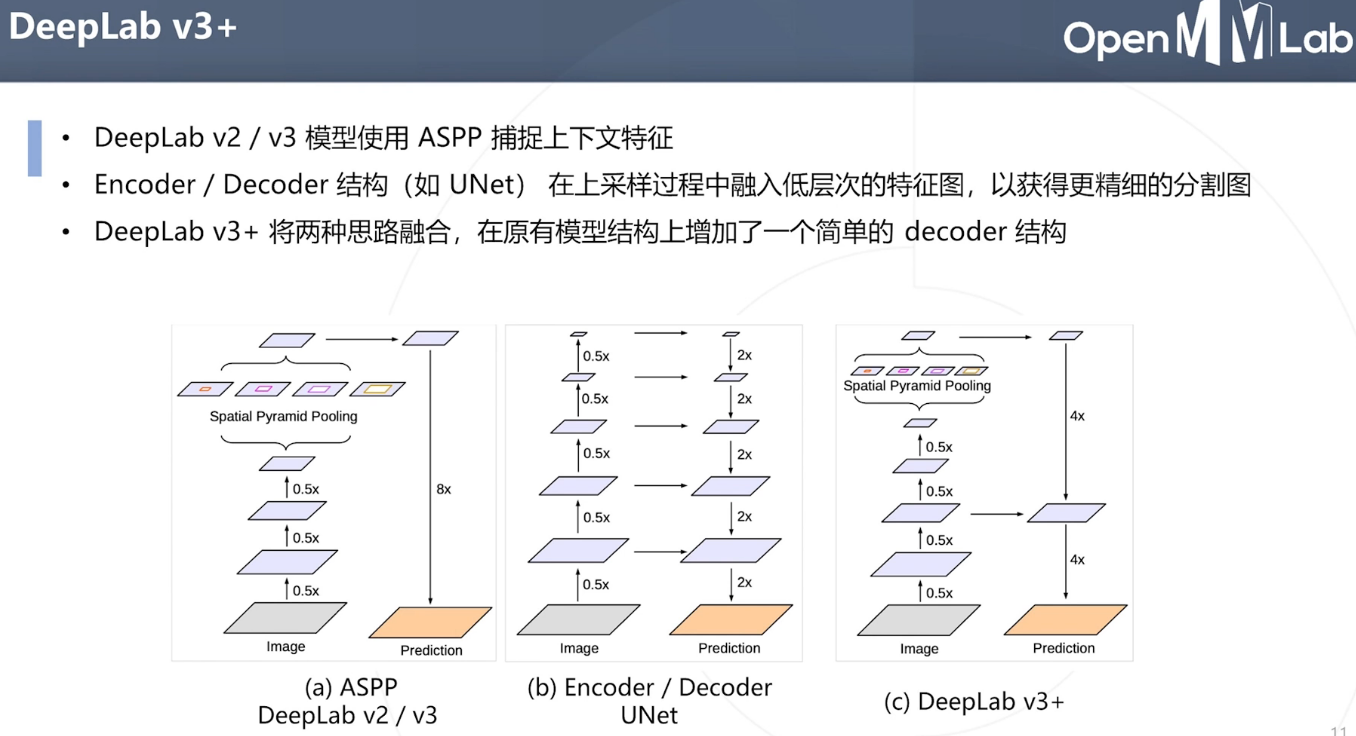 DeepLab v3+
OpenMMLab
• DeepLab v2 / v3 模型使用 ASPP 捕捉上下文特征
• Encoder / Decoder 结构（如 UNet） 在上采样过程中融入低层次的特征图，以获得更精细的分割图
• DeepLab v3+ 将两种思路融合，在原有模型结构上增加了一个简单的 decoder 结构
Spatial Pyramid Pooling
0.5x
0.5x
0.5x
8x
Image
Prediction
(a) ASPP
DeepLab v2 / v3
0.5x
0.5x
0.5x
0.5x
0.5x
2x
2x
2x
2x
2x
Image
Prediction
(b) Encoder / Decoder
UNet
Spatial Pyramid Pooling
0.5x
0.5x
0.5x
0.5x
4x
4x
Image
Prediction
(c) DeepLab v3+
11